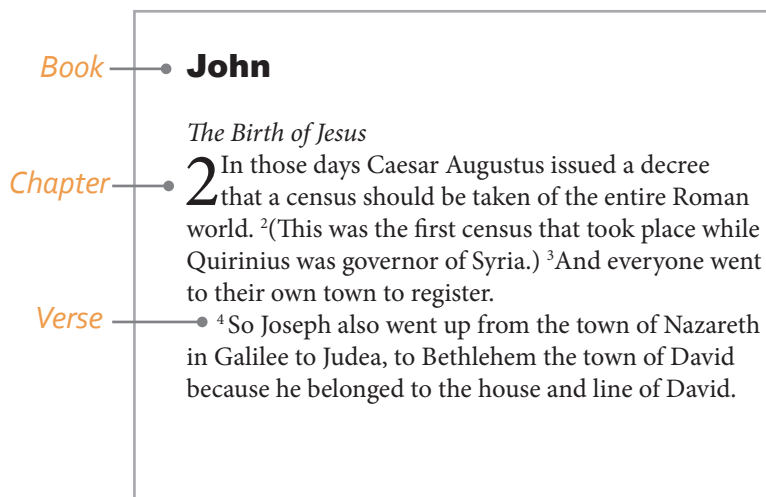 Book
John
The Birth of Jesus
Chapter
2 In those days Caesar Augustus issued a decree
that a census should be taken of the entire Roman
world. ²(This was the first census that took place while
Quirinius was governor of Syria.) ³And everyone went
to their own town to register.
Verse
⁴ So Joseph also went up from the town of Nazareth
in Galilee to Judea, to Bethlehem the town of David
because he belonged to the house and line of David.